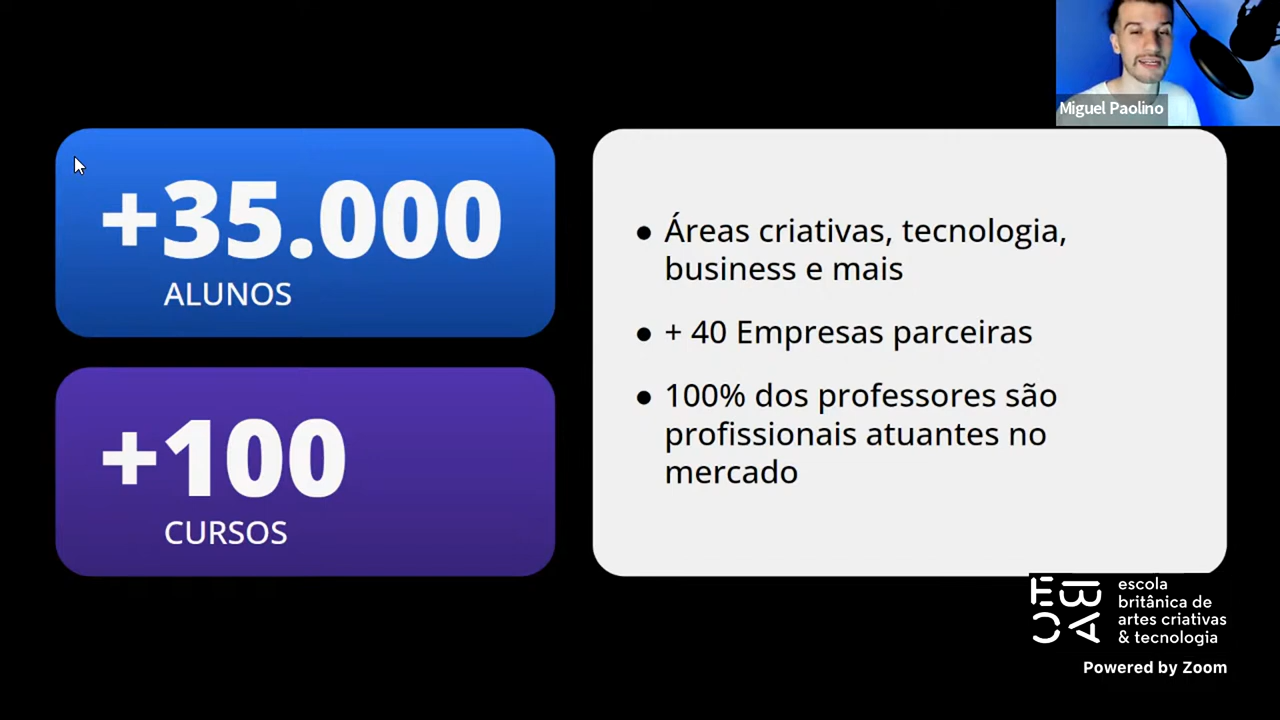 Miguel Paolino
+35.000
ALUNOS
+100
CURSOS
● Áreas criativas, tecnologia,
business e mais
● + 40 Empresas parceiras
● 100% dos professores são
profissionais atuantes no
mercado
EBAC
escola
britânica de
artes criativas
& tecnologia
Powered by Zoom